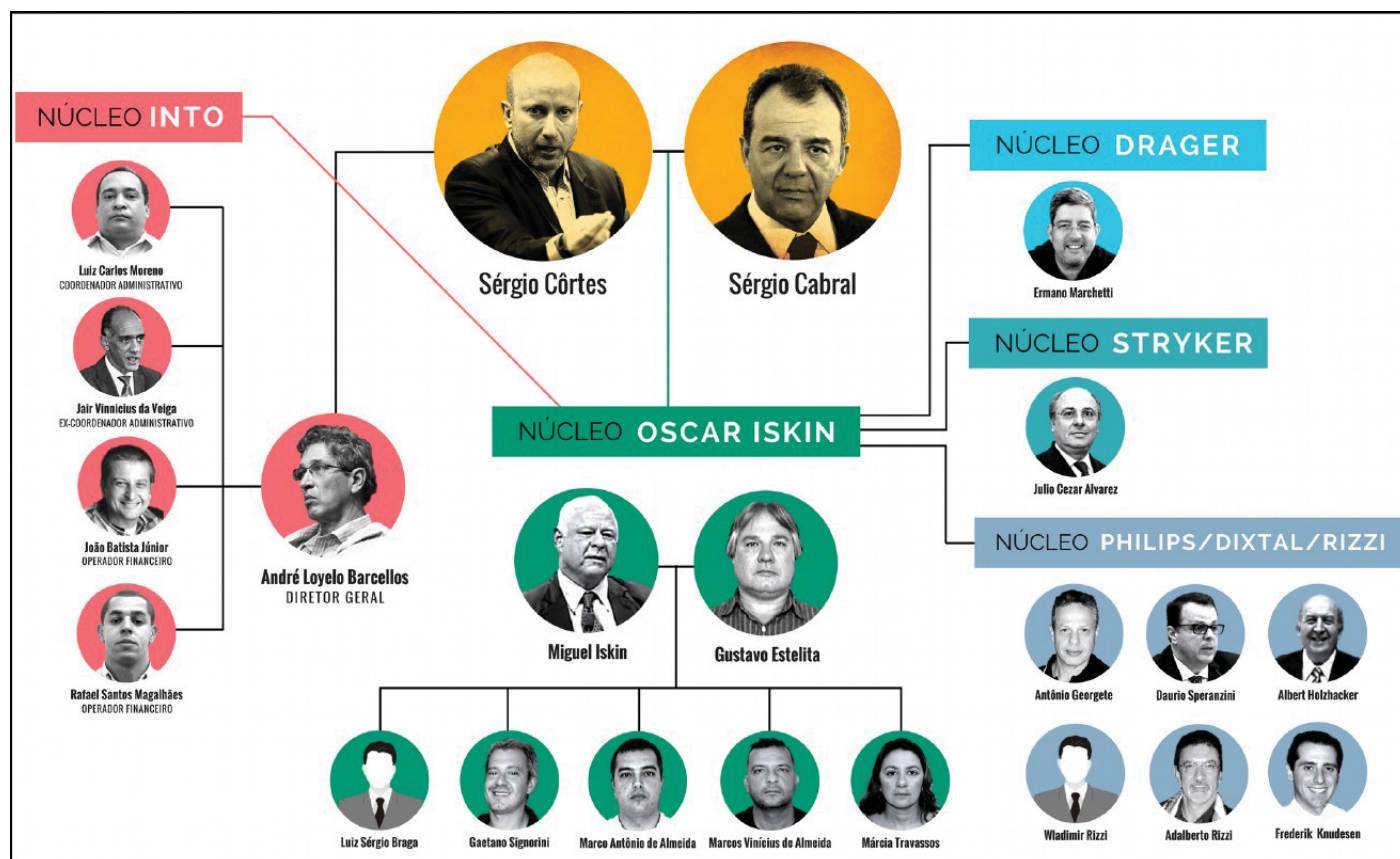 NÚCLEO INTO
Luiz Carlos Moreno
COORDENADOR ADMINISTRATIVO
Jair Vinnicius da Veiga
EX-COORDENADOR ADMINISTRATIVO
João Batista Júnior
OPERADOR FINANCEIRO
Rafael Santos Magalhães
OPERADOR FINANCEIRO
André Loyelo Barcellos
DIRETOR GERAL
Sérgio Côrtes
Sérgio Cabral
NÚCLEO OSCAR ISKIN
Miguel Iskin
Gustavo Estelita
Luiz Sérgio Braga
Gaetano Signorini
Marco Antônio de Almeida
Marcos Vinícius de Almeida
Márcia Travassos
NÚCLEO DRAGER
Ermano Marchetti
NÚCLEO STRYKER
Julio Cezar Alvarez
NÚCLEO PHILIPS/DIXTAL/RIZZI
Antônio Georgete
Daurio Speranzini
Albert Holzhacker
Wladimir Rizzi
Adalberto Rizzi
Frederik Knudesen